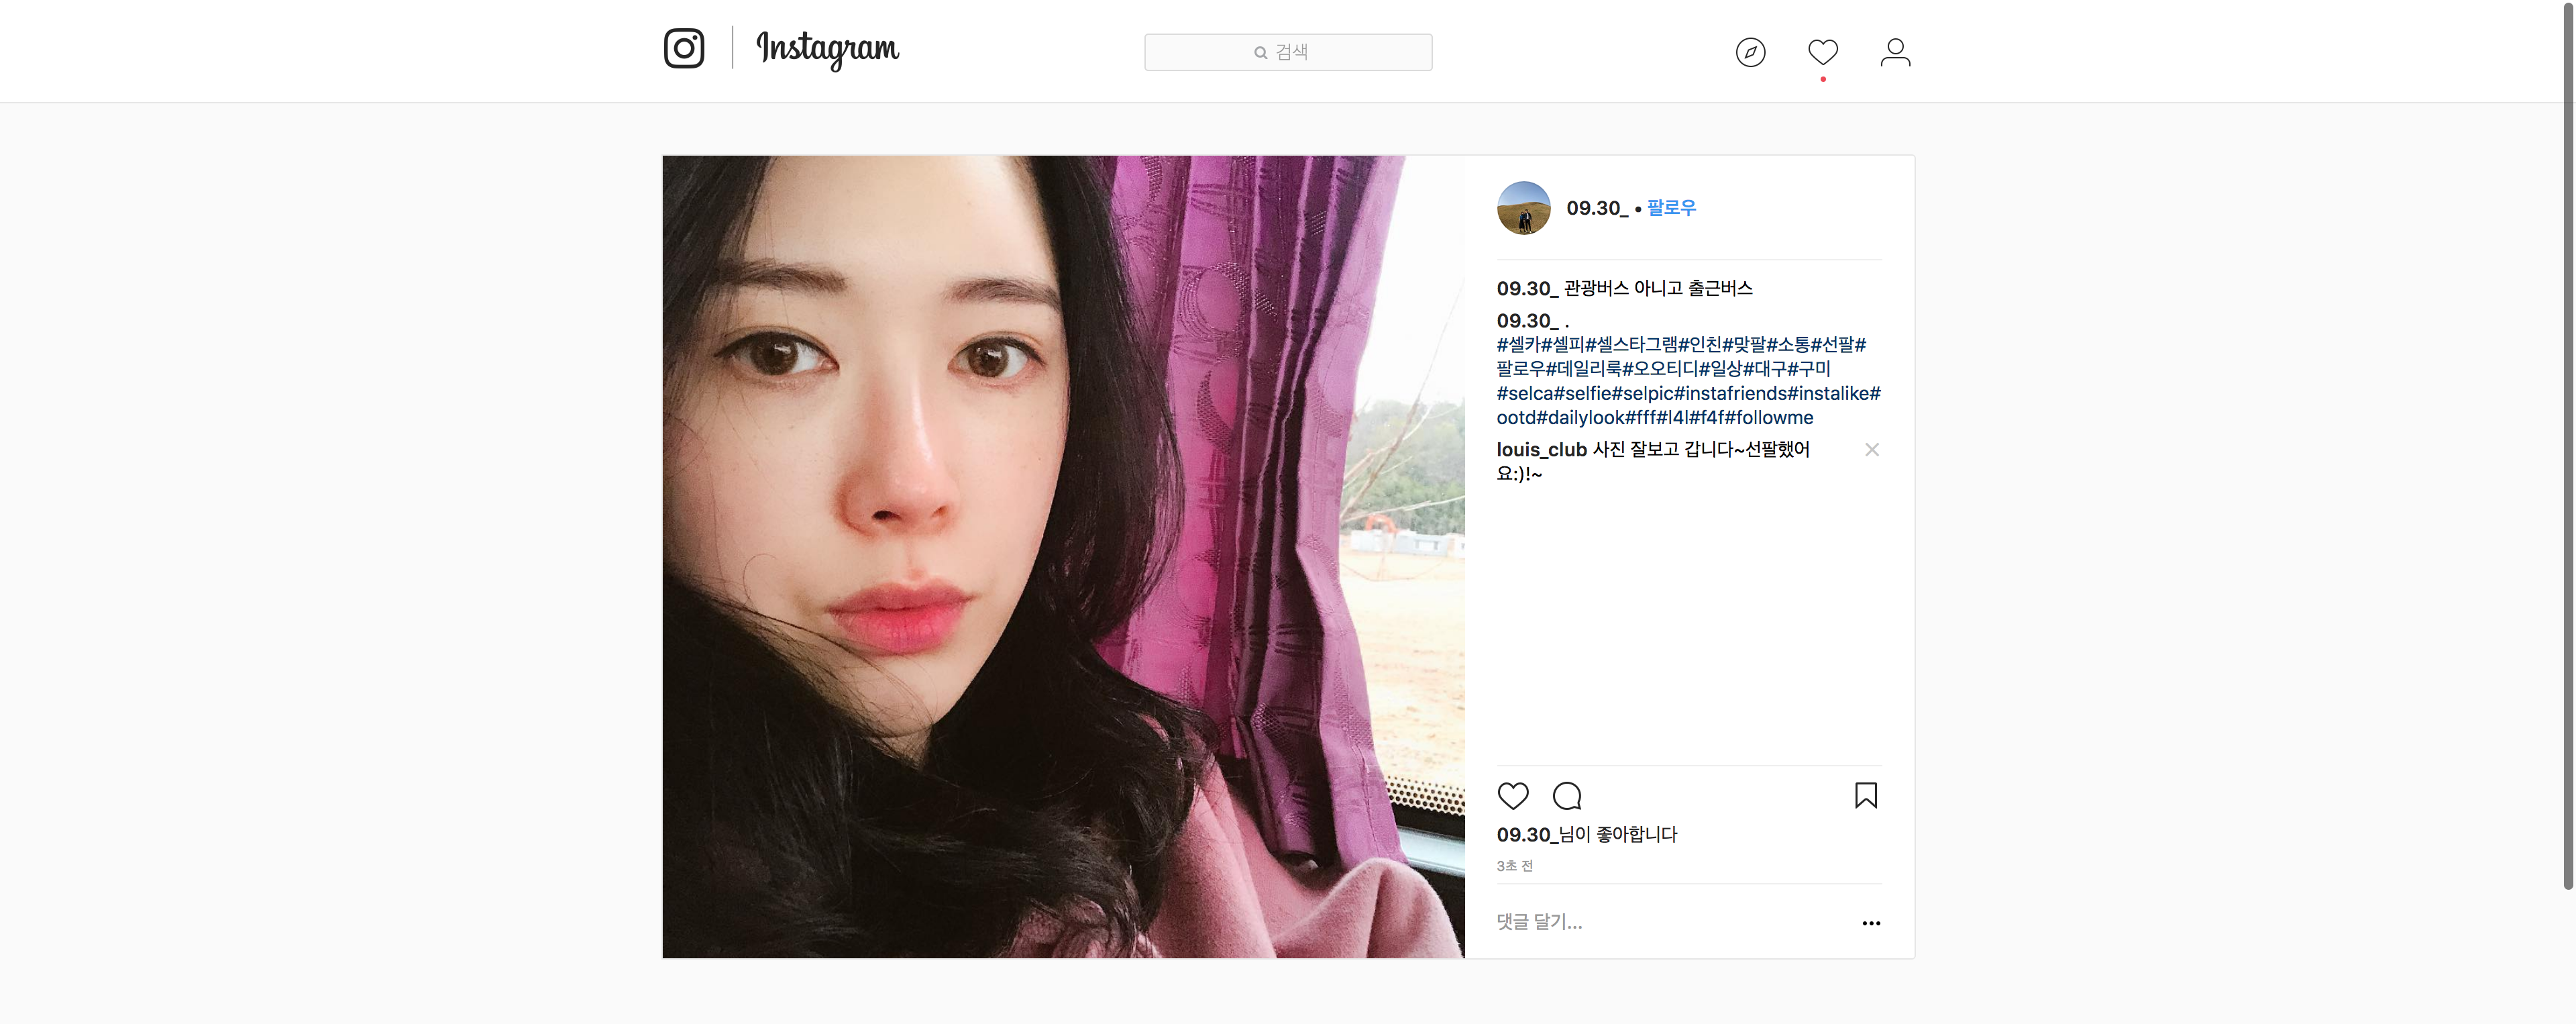 Instagram
검색
09.30_ • 팔로우
09.30_ 관광버스 아니고 출근버스
09.30_ .
#셀카#셀피#셀스타그램#인친#맞팔#소통#선팔#
팔로우#데일리룩#오오티디#일상#대구#구미
#selca#selfie#selpic#instafriends#instalike#
ootd#dailylook#fff#l4l#f4f#followme
louis_club 사진 잘보고 갑니다~선팔했어
요:)!~
09.30_님이 좋아합니다
3초 전
댓글 달기...